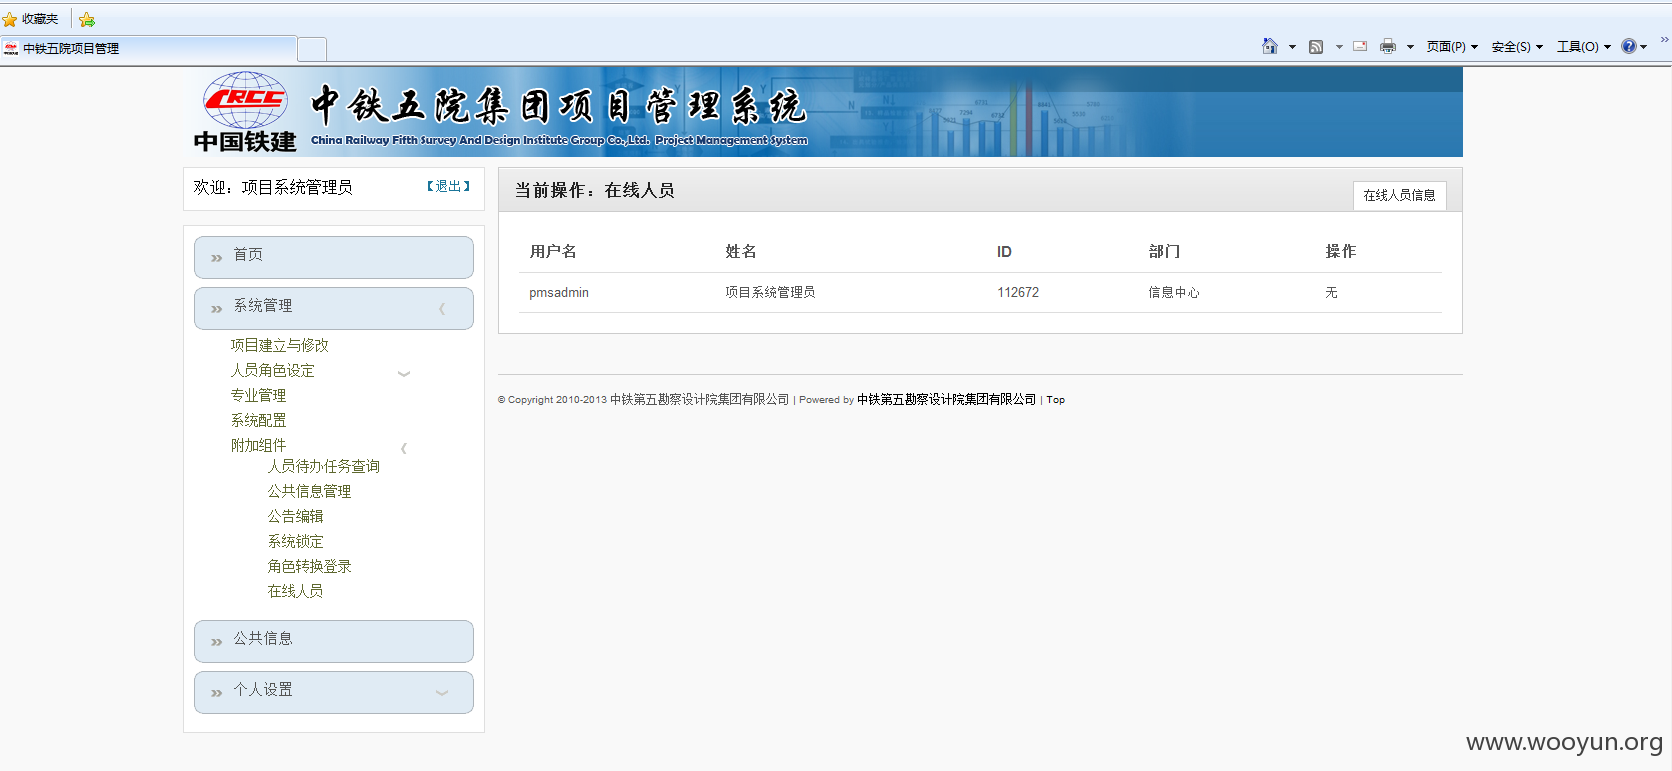 收藏夹
中铁五院项目管理
页面(P) 安全(S) 工具(O)
CRCC
中国铁建
中铁五院集团项目管理系统
China Railway Fifth Survey And Design Institute Group Co.,Ltd. Project Management System
欢迎：项目系统管理员 【退出】
当前操作：在线人员
在线人员信息
用户名 姓名 ID 部门 操作
pmsadmin 项目系统管理员 112672 信息中心 无
© Copyright 2010-2013 中铁第五勘察设计院集团有限公司 | Powered by 中铁第五勘察设计院集团有限公司 | Top
首页
系统管理
项目建立与修改
人员角色设定
专业管理
系统配置
附加组件
人员待办任务查询
公共信息管理
公告编辑
系统锁定
角色转换登录
在线人员
公共信息
个人设置
www.wooyun.org